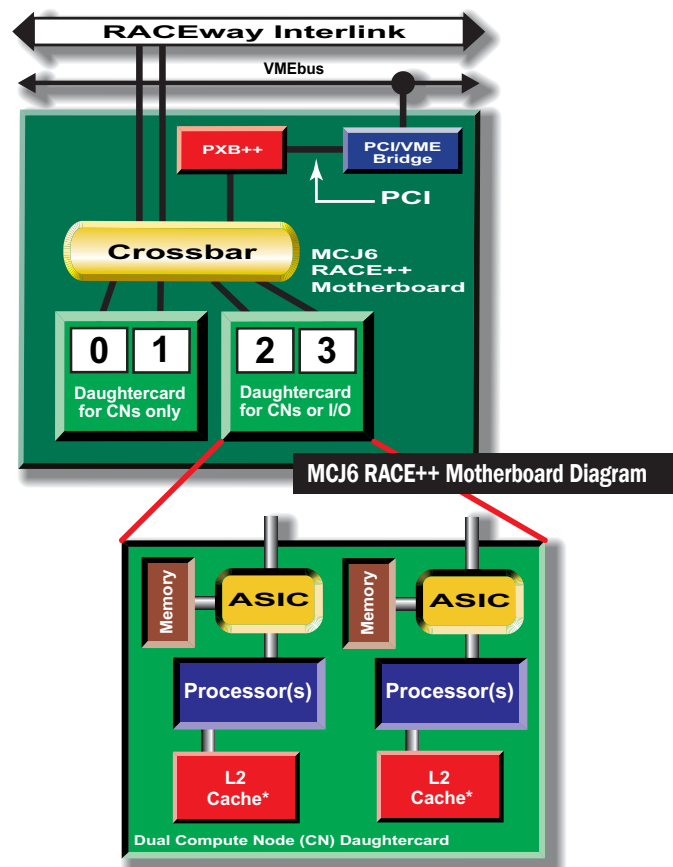 RACEway Interlink
VMEbus
PXB++
PCI/VME
Bridge
PCI
Crossbar
MCJ6
RACE++
Motherboard
0 1
2 3
Daughtercard
for CNs only
Daughtercard
for CNs or I/O
MCJ6 RACE++ Motherboard Diagram
Memory
ASIC
Memory
ASIC
Processor(s)
Processor(s)
L2
Cache*
L2
Cache*
Dual Compute Node (CN) Daughtercard